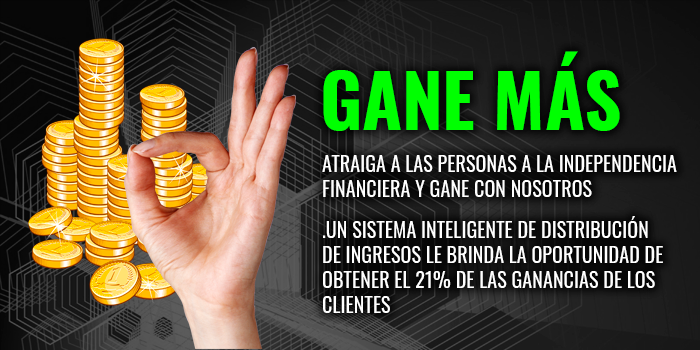 GANE MÁS
ATRAIGA A LAS PERSONAS A LA INDEPENDENCIA
FINANCIERA Y GANE CON NOSOTROS
.UN SISTEMA INTELIGENTE DE DISTRIBUCIÓN
DE INGRESOS LE BRINDA LA OPORTUNIDAD DE
OBTENER EL 21% DE LAS GANANCIAS DE LOS
CLIENTES